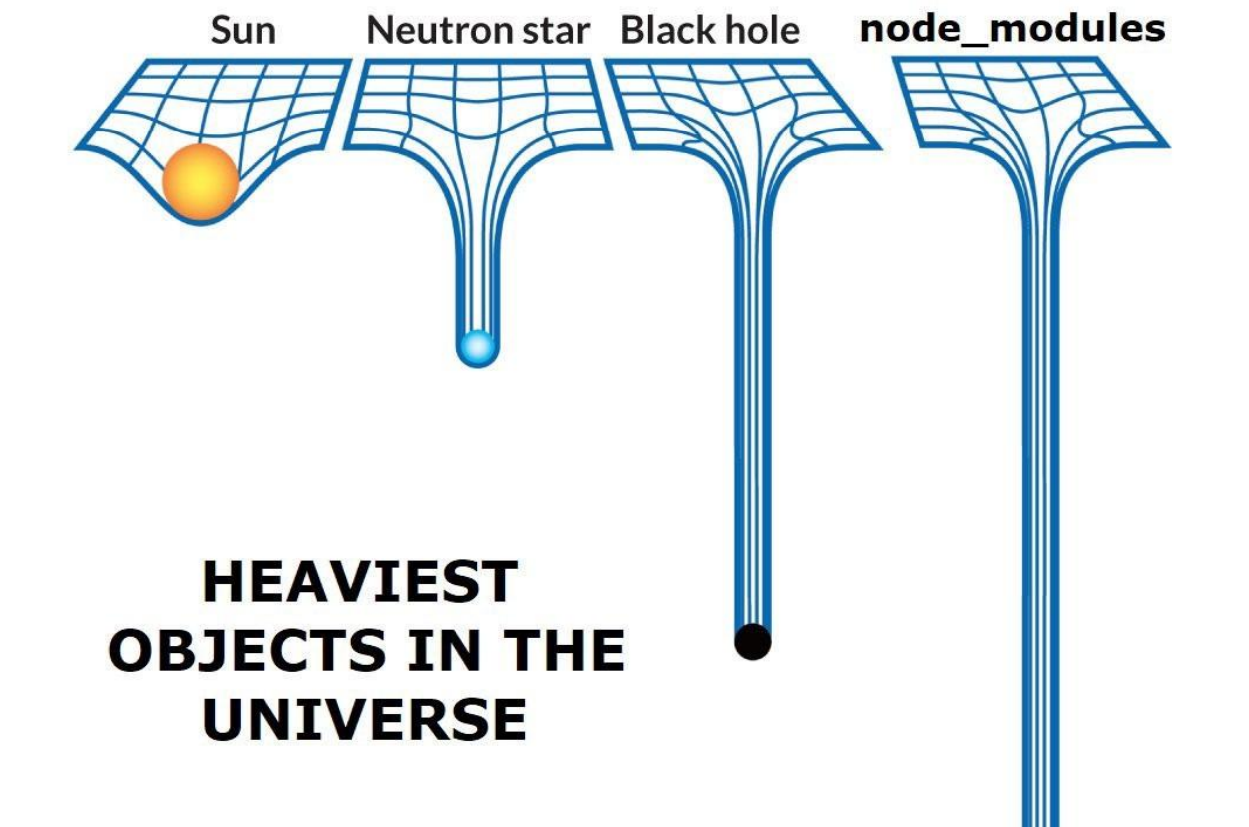 Sun Neutron star Black hole node_modules
HEAVIEST
OBJECTS IN THE
UNIVERSE